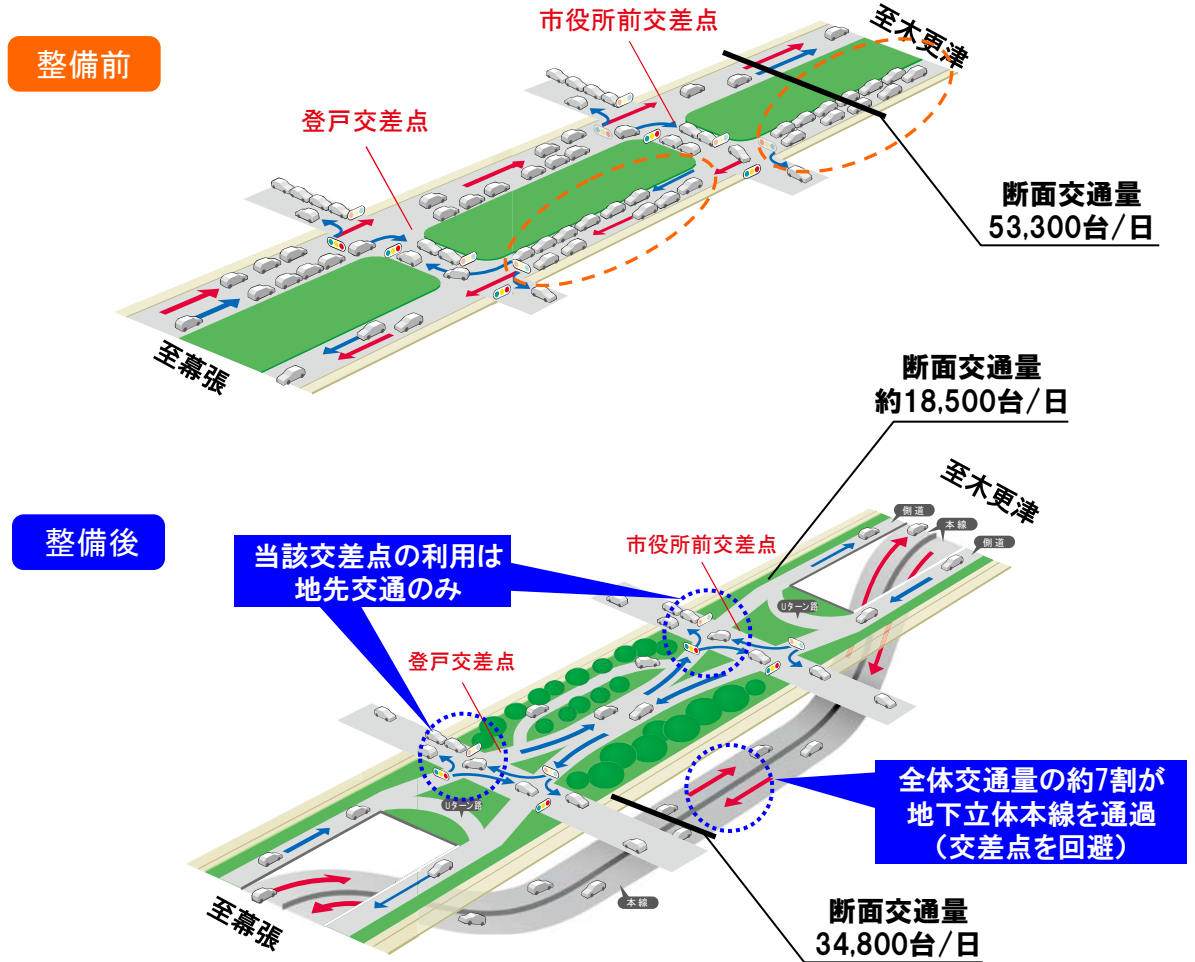 整備前
市役所前交差点
至木更津
登戸交差点
断面交通量
53,300台/日
至幕張
断面交通量
約18,500台/日
整備後
至木更津
側道
本線
側道
当該交差点の利用は
地先交通のみ
市役所前交差点
Uターン路
登戸交差点
Uターン路
全体交通量の約7割が
地下立体本線を通過
（交差点を回避）
本線
至幕張
断面交通量
34,800台/日